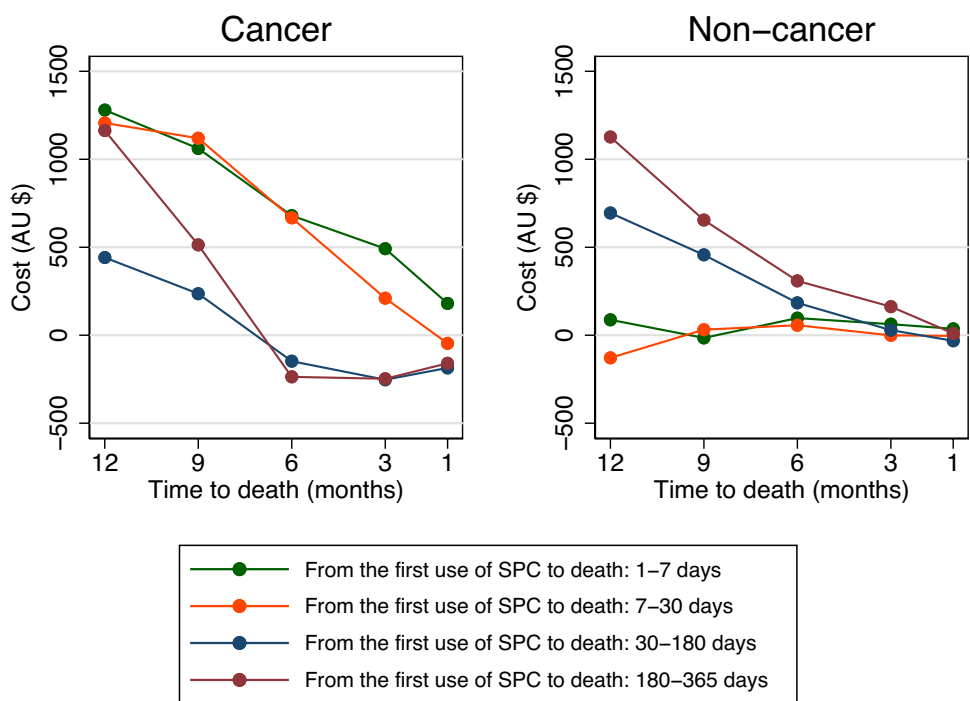 Cancer
Non−cancer
Cost (AU $)
1500
1000
500
0
−500
12 9 6 3 1
Time to death (months)
Cost (AU $)
1500
1000
500
0
−500
12 9 6 3 1
Time to death (months)
From the first use of SPC to death: 1−7 days
From the first use of SPC to death: 7−30 days
From the first use of SPC to death: 30−180 days
From the first use of SPC to death: 180−365 days